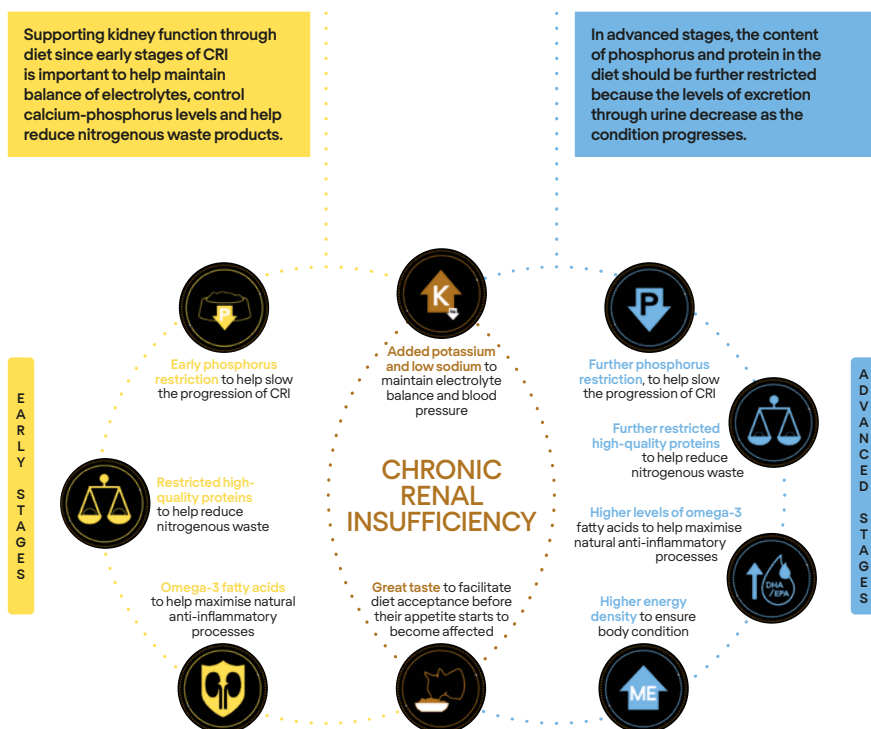 Supporting kidney function through
diet since early stages of CRI
is important to help maintain
balance of electrolytes, control
calcium-phosphorus levels and help
reduce nitrogenous waste products.
In advanced stages, the content
of phosphorus and protein in the
diet should be further restricted
because the levels of excretion
through urine decrease as the
condition progresses.
P
K
P
Early phosphorus
restriction to help slow
the progression of CRI
Added potassium
and low sodium to
maintain electrolyte
balance and blood
pressure
Further phosphorus
restriction, to help slow
the progression of CRI
EARLY STAGES
ADVANCED STAGES
Further restricted
high-quality proteins
to help reduce
nitrogenous waste
CHRONIC
RENAL
INSUFFICIENCY
Restricted high-
quality proteins
to help reduce
nitrogenous waste
Higher levels of omega-3
fatty acids to help maximise
natural anti-inflammatory
processes
DHA
/EPA
Omega-3 fatty acids
to help maximise natural
anti-inflammatory
processes
Great taste to facilitate
diet acceptance before
their appetite starts to
become affected
Higher energy
density to ensure
body condition
ME